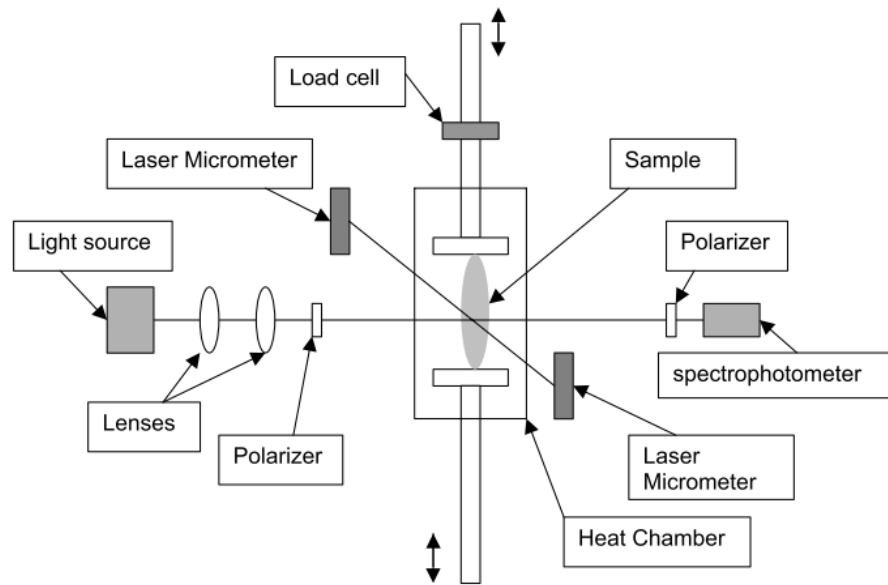 Load cell
Laser Micrometer
Sample
Light source
Polarizer
spectrophotometer
Lenses
Polarizer
Laser
Micrometer
Heat Chamber